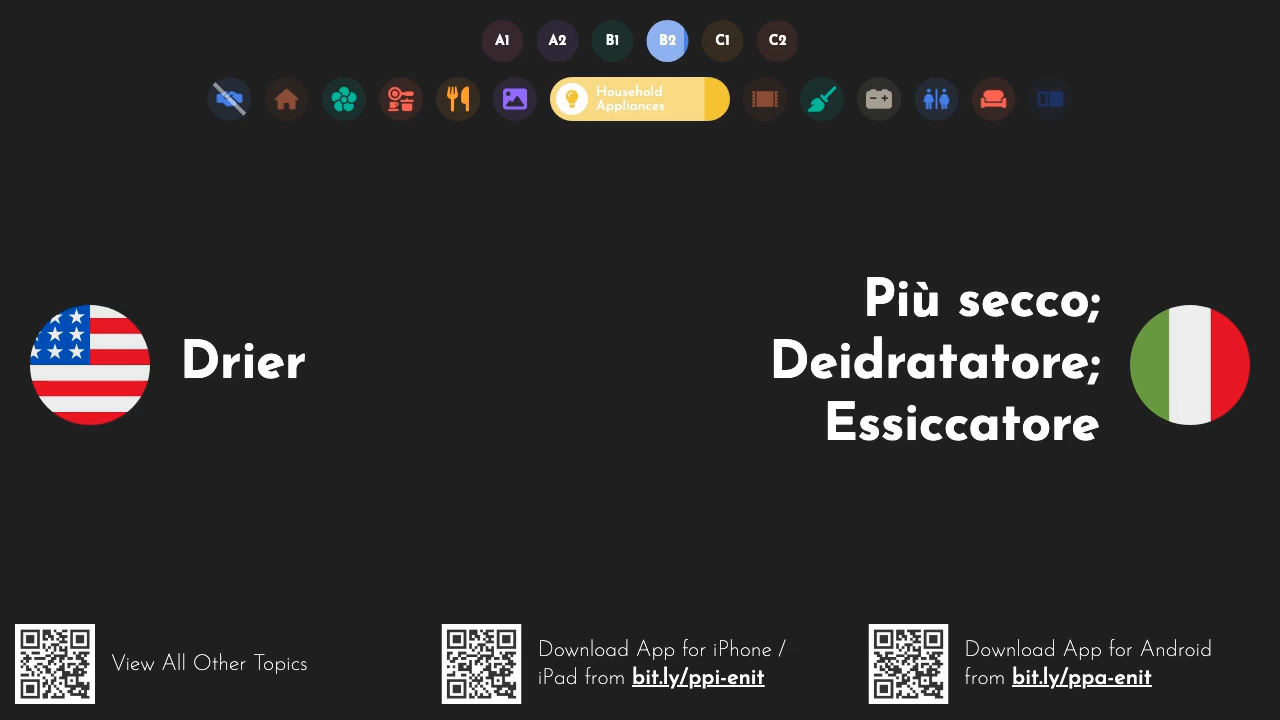 A1 A2 B1 B2 C1 C2
Household
Appliances
Drier
Più secco;
Deidratatore;
Essiccatore
View All Other Topics
Download App for iPhone /
iPad from bit.ly/ppi-enit
Download App for Android
from bit.ly/ppa-enit